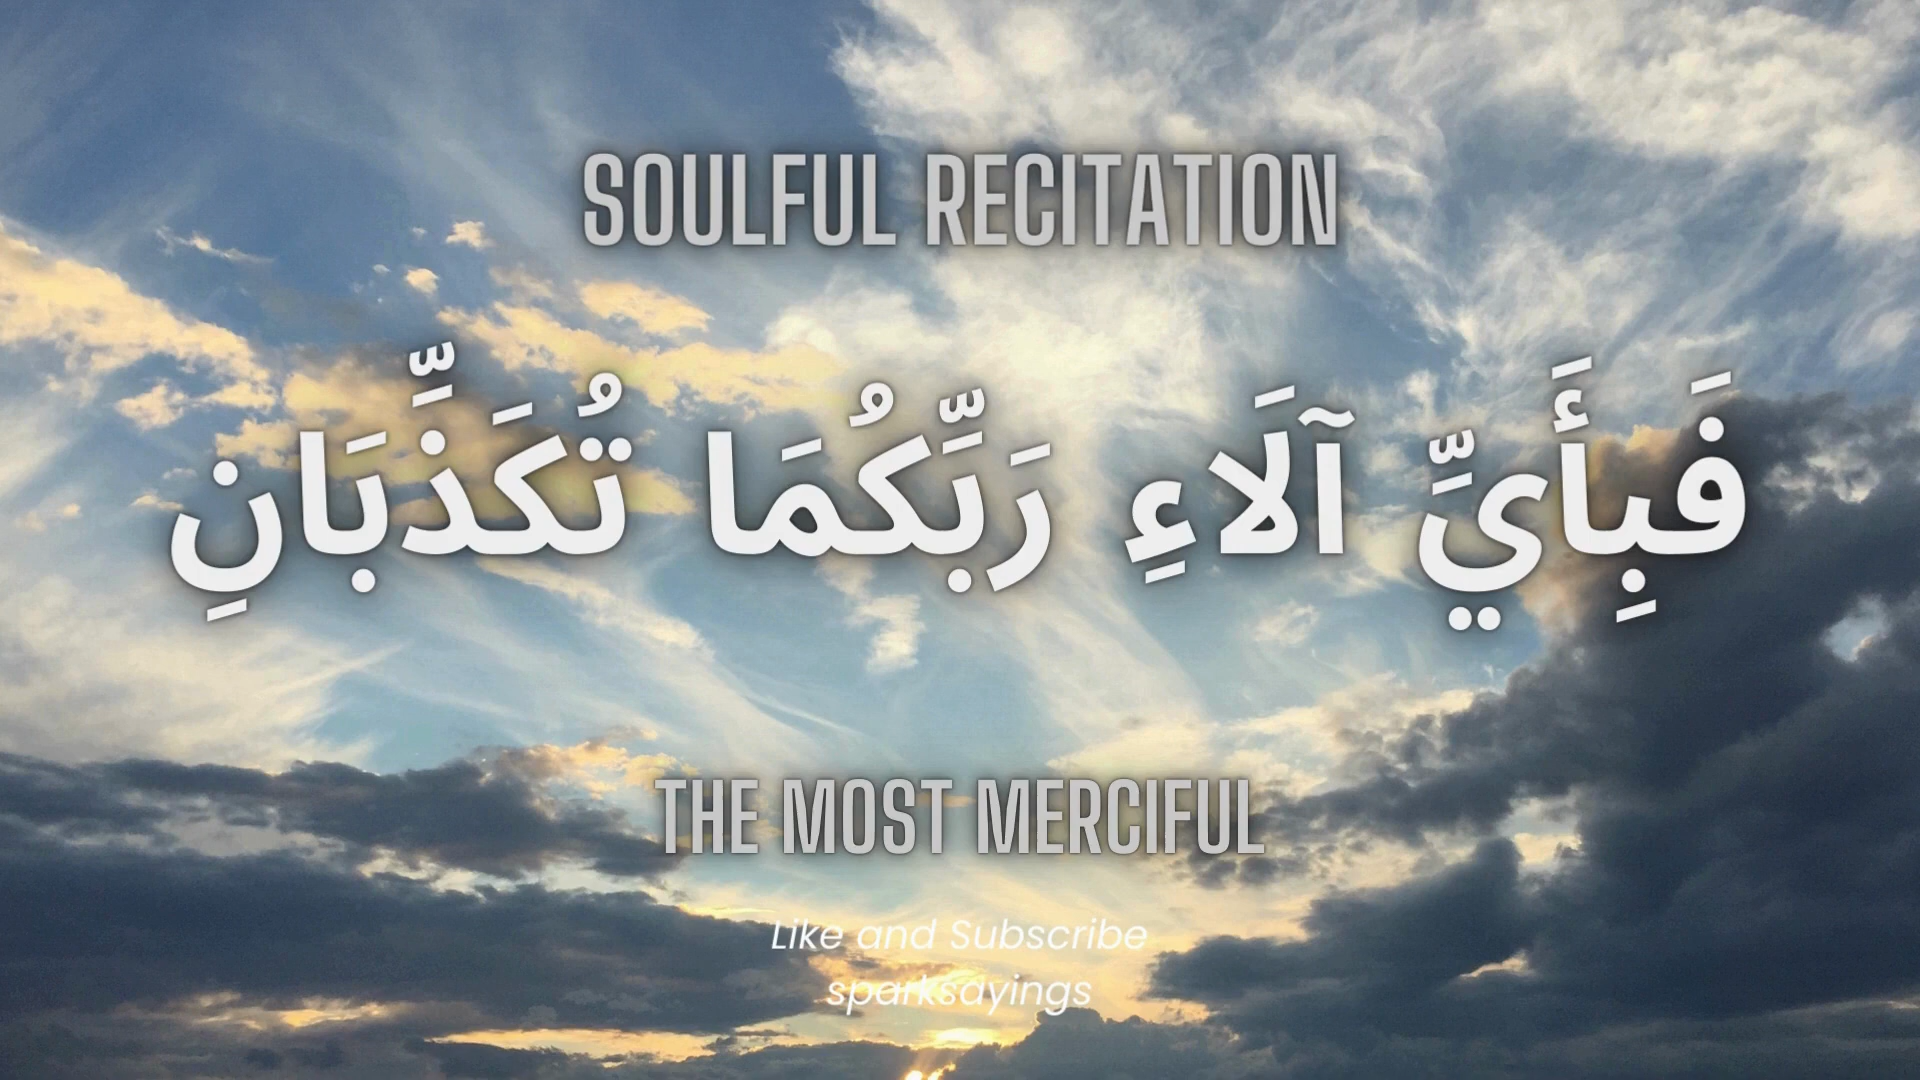 SOULFUL RECITATION
فَبِأَيِّ آلَاءِ رَبِّكُمَا تُكَذِّبَانِ
THE MOST MERCIFUL
Like and Subscribe
sparksayings